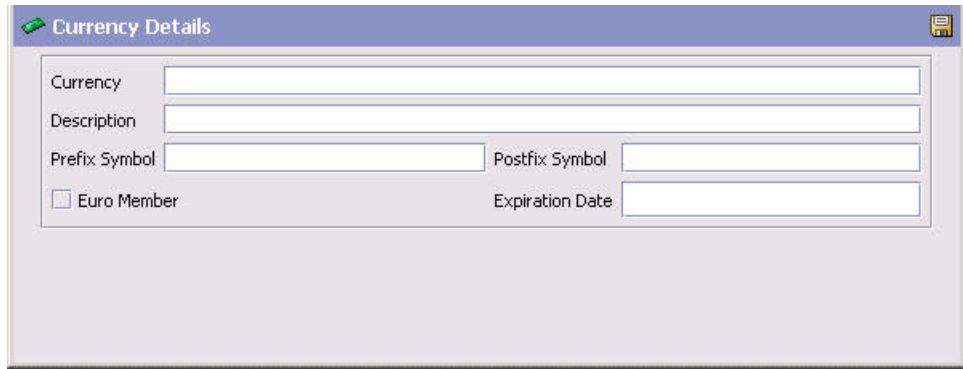 Currency Details
Currency
Description
Prefix Symbol Postfix Symbol
Euro Member Expiration Date